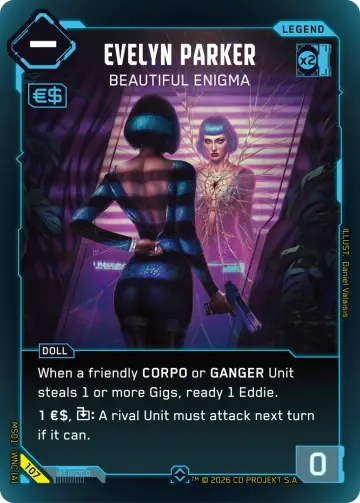 LEGEND
EVELYN PARKER
BEAUTIFUL ENIGMA
x2
€$
ILLUST. Daniel Valaisis
DOLL
When a friendly CORPO or GANGER Unit
steals 1 or more Gigs, ready 1 Eddie.
1 €$, : A rival Unit must attack next turn
if it can.
107
WEIRDCO
™ © 2026 CD PROJEKT S.A.
0